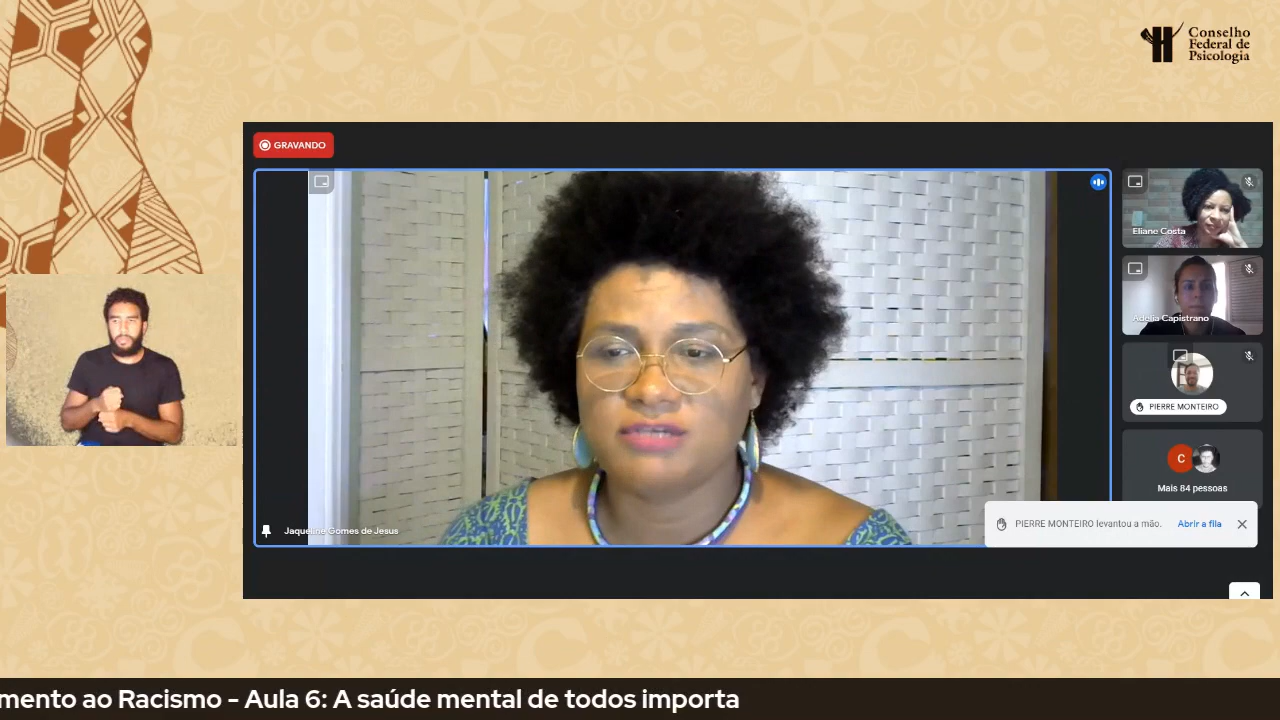 Conselho
Federal de
Psicologia
GRAVANDO
Eliane Costa
Adélia Capistrano
PIERRE MONTEIRO
C
Mais 84 pessoas
PIERRE MONTEIRO levantou a mão.
Abrir a fila
Jaqueline Gomes de Jesus
mento ao Racismo - Aula 6: A saúde mental de todos importa